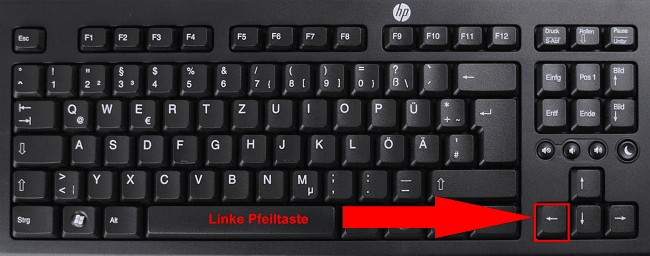 hp
Esc F1 F2 F3 F4 F5 F6 F7 F8 F9 F10 F11 F12 Druck S-Abf Rollen Pause Untbr
° ^ ! 1 " 2 ² § 3 ³ $ 4 % 5 & 6 / 7 { ( 8 [ ) 9 ] = 0 } ? ß \ ` ´ ← Einfg Pos 1 Bild ↑
Q @ W E € R T Z U I O P Ü * + ~ Entf Ende Bild ↓
A S D F G H J K L Ö Ä ' #
⇧ > < | Y X C V B N M µ ; , : . _ - ⇧ ↑
Strg Alt Linke Pfeiltaste ← ↓ →